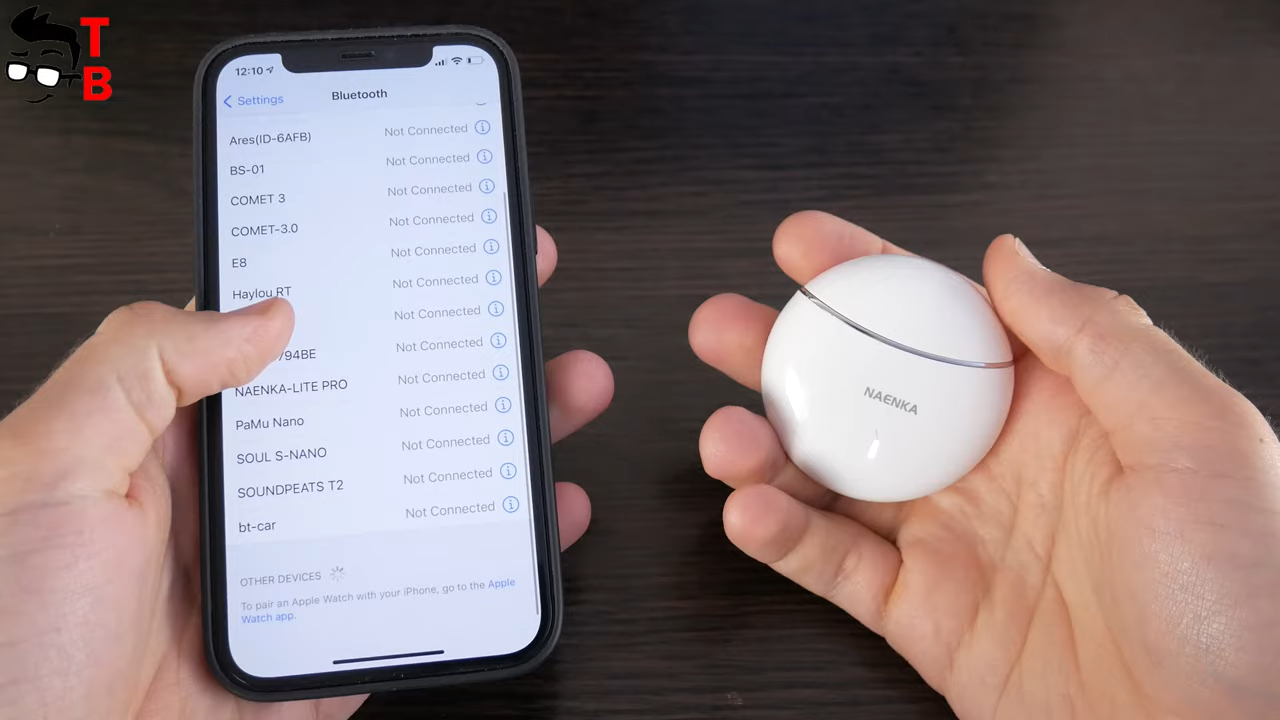 T
B
12:10
Settings
Bluetooth
Ares(ID-6AFB) Not Connected
BS-01 Not Connected
COMET 3 Not Connected
COMET-3.0 Not Connected
E8 Not Connected
Haylou RT Not Connected
Not Connected
794BE Not Connected
NAENKA-LITE PRO Not Connected
PaMu Nano Not Connected
SOUL S-NANO Not Connected
SOUNDPEATS T2 Not Connected
bt-car Not Connected
OTHER DEVICES
To pair an Apple Watch with your iPhone, go to the Apple
Watch app.
NAENKA